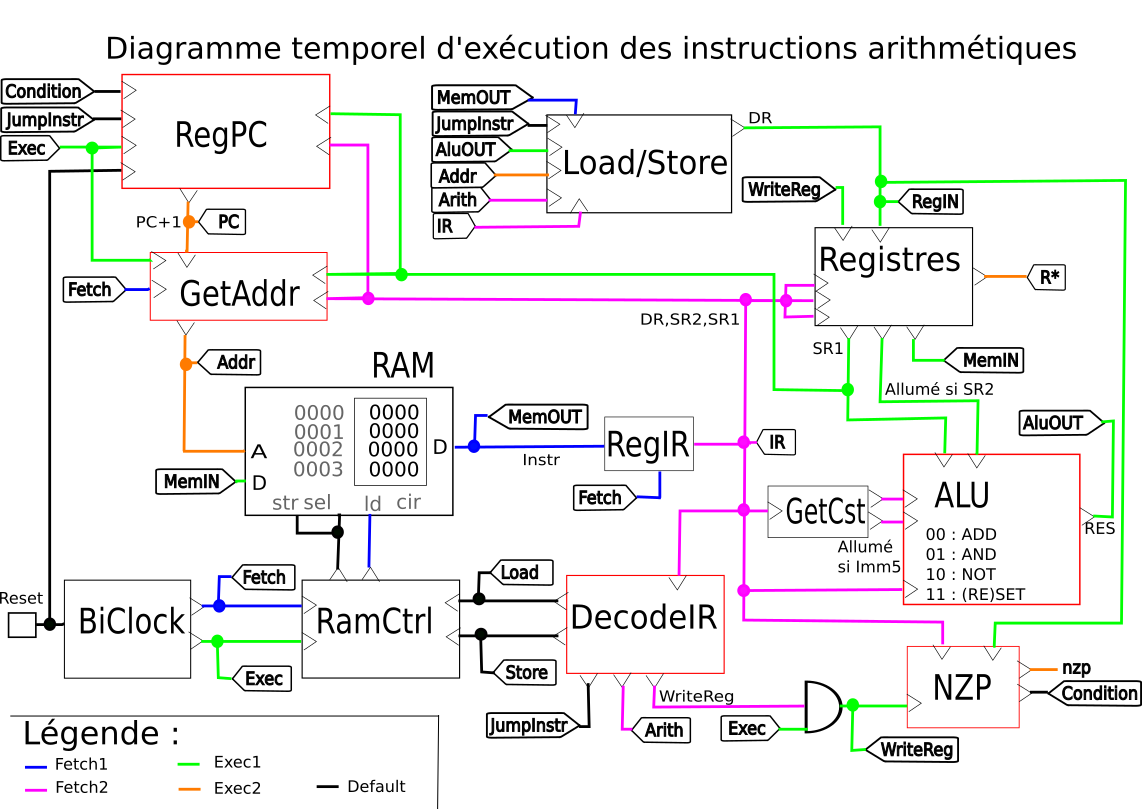 Diagramme temporel d'exécution des instructions arithmétiques
Condition
JumpInstr
Exec
RegPC
PC+1
PC
Fetch
GetAddr
Addr
MemOUT
JumpInstr
AluOUT
Addr
Arith
IR
Load/Store
DR
WriteReg
RegIN
Registres
R*
DR,SR2,SR1
SR1
MemIN
Allumé si SR2
RAM
0000 0000
0001 0000
0002 0000
0003 0000
A
D
D
str sel ld cir
MemIN
MemOUT
Instr
RegIR
Fetch
IR
AluOUT
GetCst
Allumé
si Imm5
ALU
00 : ADD
01 : AND
10 : NOT
11 : (RE)SET
RES
Reset
BiClock
Fetch
Exec
RamCtrl
Load
Store
DecodeIR
JumpInstr
Arith
WriteReg
Exec
WriteReg
NZP
nzp
Condition
Légende :
Fetch1
Fetch2
Exec1
Exec2
Default